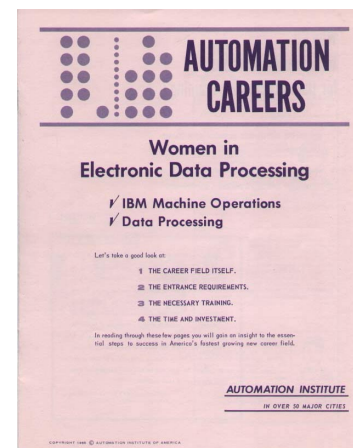 AUTOMATION
CAREERS
Women in
Electronic Data Processing
√ IBM Machine Operations
√ Data Processing
Let's take a good look at:
1 THE CAREER FIELD ITSELF.
2 THE ENTRANCE REQUIREMENTS.
3 THE NECESSARY TRAINING.
4 THE TIME AND INVESTMENT.
In reading through these few pages you will gain an insight to the essen-
tial steps to success in America's fastest growing new career field.
AUTOMATION INSTITUTE
IN OVER 50 MAJOR CITIES
COPYRIGHT © AUTOMATION INSTITUTE OF AMERICA